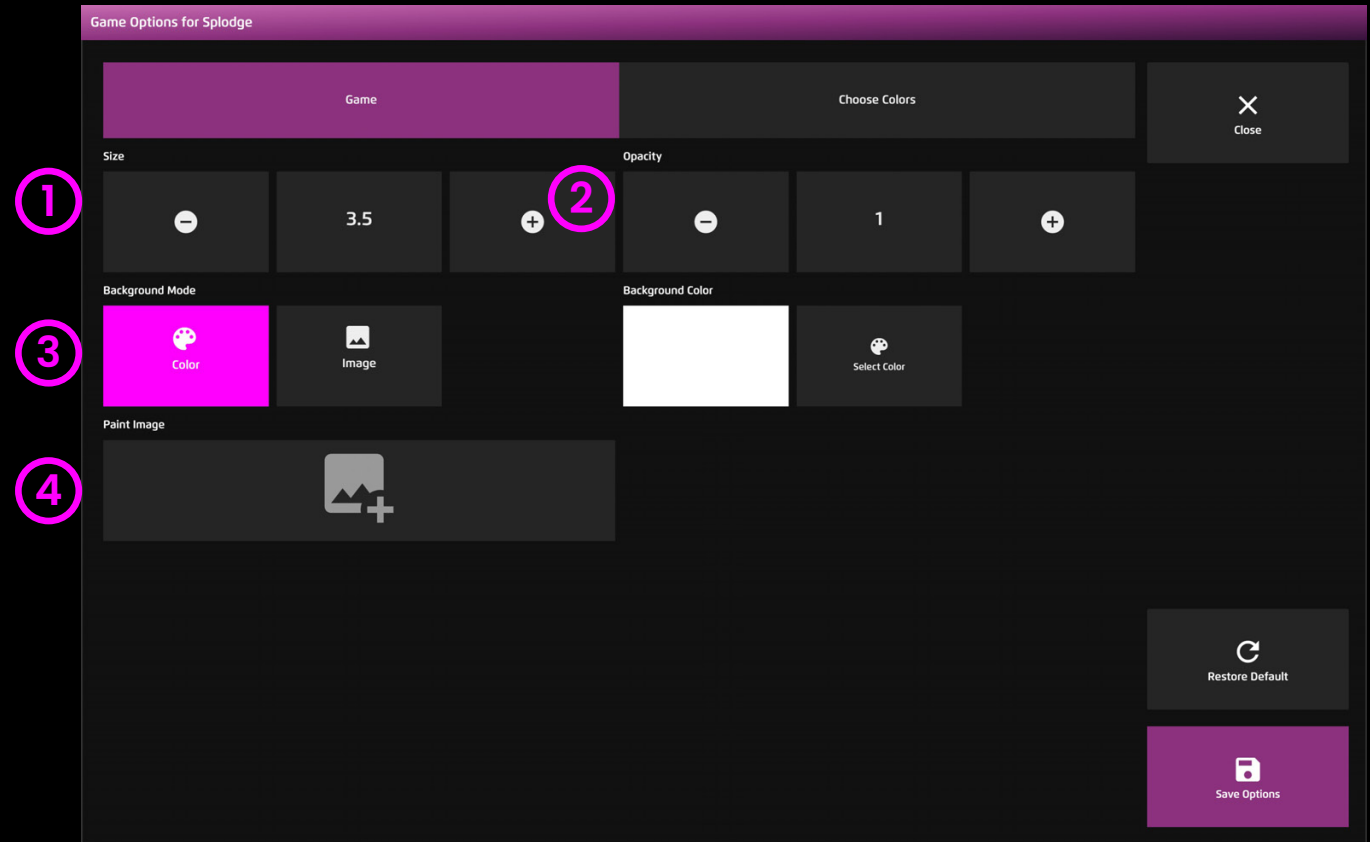 Game Options for Splodge
Game
Choose Colors
Close
Size
Opacity
1
3.5
2
1
Background Mode
Background Color
3
Color
Image
Select Color
Paint Image
4
Restore Default
Save Options